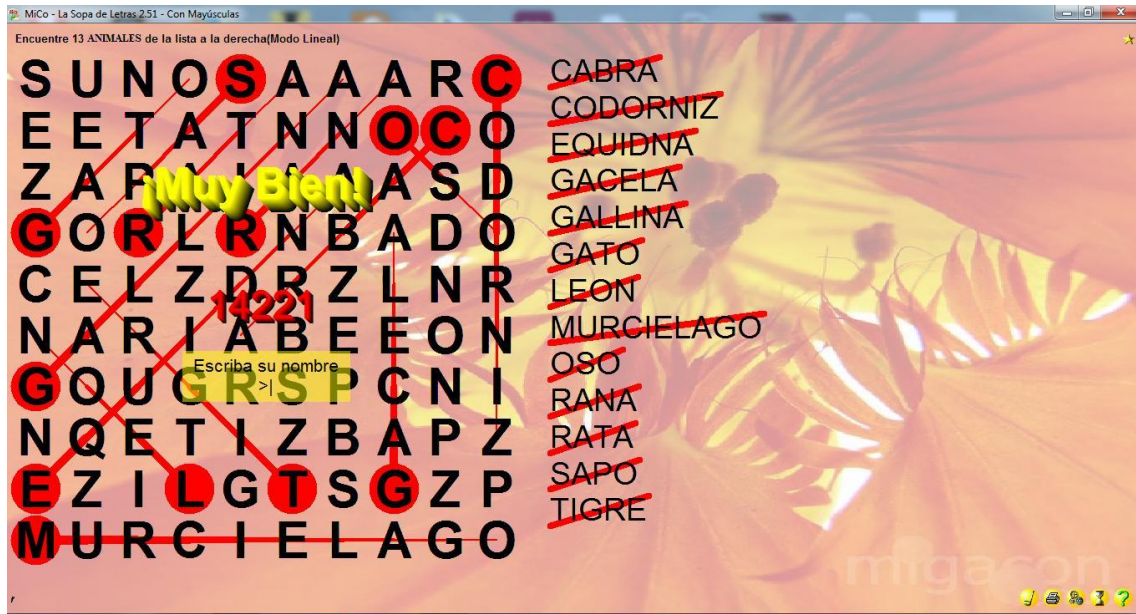 MiCo - La Sopa de Letras 2.51 - Con Mayúsculas
Encuentre 13 ANIMALES de la lista a la derecha(Modo Lineal)
S U N O S A A A R C
E E T A T N N O C O
Z A A A S D
¡Muy Bien!
G O R L R N B A D O
C E L Z D R Z L N R
14221
N A R I A B E E O N
Escriba su nombre
>|
G O U G R S P C N I
N Q E T I Z B A P Z
E Z I L G T S G Z P
M U R C I E L A G O
CABRA
CODORNIZ
EQUIDNA
GACELA
GALLINA
GATO
LEON
MURCIELAGO
OSO
RANA
RATA
SAPO
TIGRE
migacon